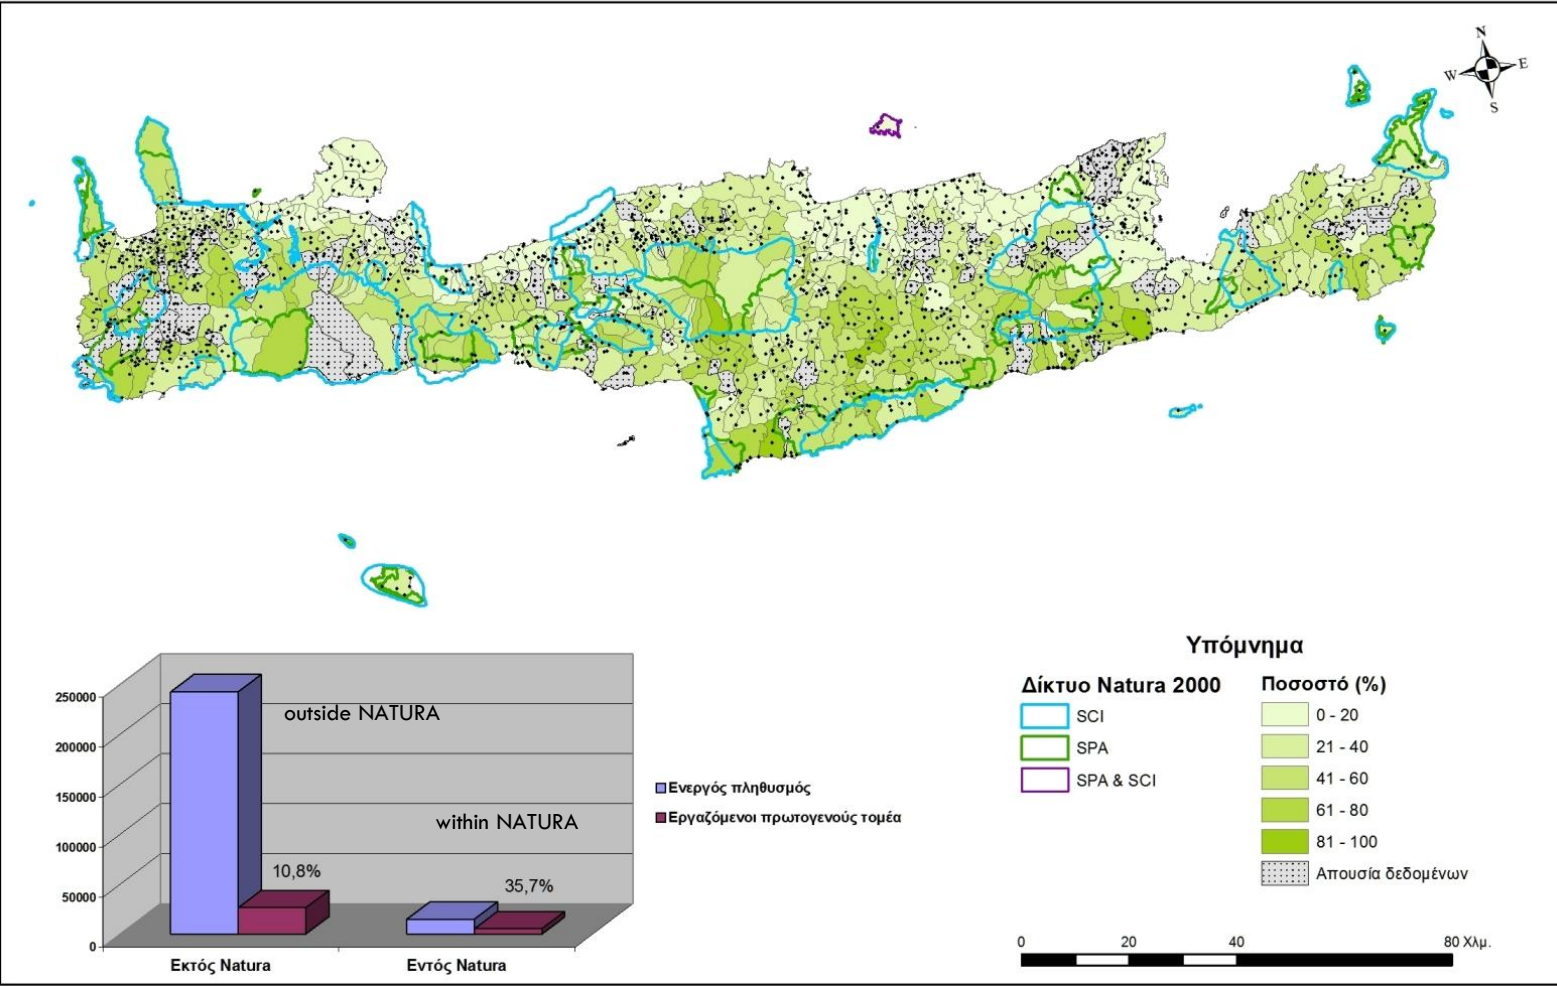 N
W
E
S
250000
200000
150000
100000
50000
0
outside NATURA
within NATURA
10,8%
35,7%
Εκτός Natura
Εντός Natura
Ενεργός πληθυσμός
Εργαζόμενοι πρωτογενούς τομέα
Υπόμνημα
Δίκτυο Natura 2000
SCI
SPA
SPA & SCI
Ποσοστό (%)
0 - 20
21 - 40
41 - 60
61 - 80
81 - 100
Απουσία δεδομένων
0 20 40 80 Χλμ.